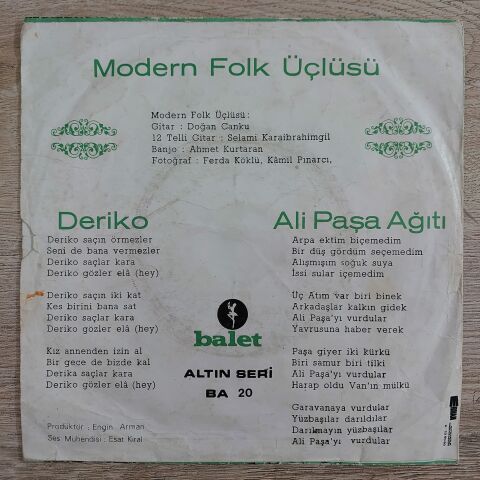 Modern Folk Üçlüsü
Modern Folk Üçlüsü:
Gitar : Doğan Canku
12 Telli Gitar : Selami Karaibrahimgil
Banjo : Ahmet Kurtaran
Fotoğraf : Ferda Köklü, Kâmil Pınarcı,
Deriko
Deriko saçın örmezler
Seni de bana vermezler
Deriko saçlar kara
Deriko gözler elâ (hey)
Deriko saçın iki kat
Kes birini bana sat
Deriko saçlar kara
Deriko gözler elâ (hey)
Kız annenden izin al
Bir gece de bizde kal
Derika saçlar kara
Deriko gözler elâ (hey)
Prodüktör : Engin Arman
Ses Mühendisi : Esat Kıral
balet
ALTIN SERİ
BA 20
Ali Paşa Ağıtı
Arpa ektim biçemedim
Bir düş gördüm seçemedim
Alışmışım soğuk suya
İssi sular içemedim
Üç Atım var biri binek
Arkadaşlar kalkın gidek
Ali Paşa'yı vurdular
Yavrusuna haber verek
Paşa giyer iki kürkü
Biri samur biri tilki
Ali Paşa'yı vurdular
Harap oldu Van'ın mülkü
Garavanaya vurdular
Yüzbaşılar darıldılar
Darılmayın yüzbaşılar
Ali Paşa'yı vurdular